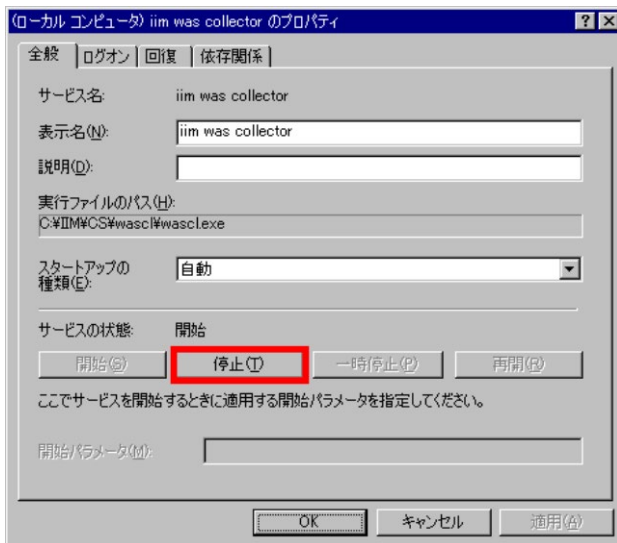 (ローカル コンピュータ) iim was collector のプロパティ
全般 ログオン 回復 依存関係
サービス名: iim was collector
表示名(N): iim was collector
説明(D):
実行ファイルのパス(H):
C:¥IIM¥CS¥wascl¥wascl.exe
スタートアップの
種類(E): 自動
サービスの状態: 開始
開始(S) 停止(T) 一時停止(P) 再開(R)
ここでサービスを開始するときに適用する開始パラメータを指定してください。
開始パラメータ(M):
OK キャンセル 適用(A)